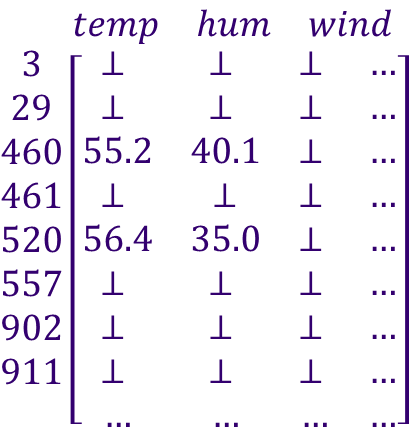 temp hum wind
3 ⊥ ⊥ ⊥ ...
29 ⊥ ⊥ ⊥ ...
460 55.2 40.1 ⊥ ...
461 ⊥ ⊥ ⊥ ...
520 56.4 35.0 ⊥ ...
557 ⊥ ⊥ ⊥ ...
902 ⊥ ⊥ ⊥ ...
911 ⊥ ⊥ ⊥ ...
... ... ... ...